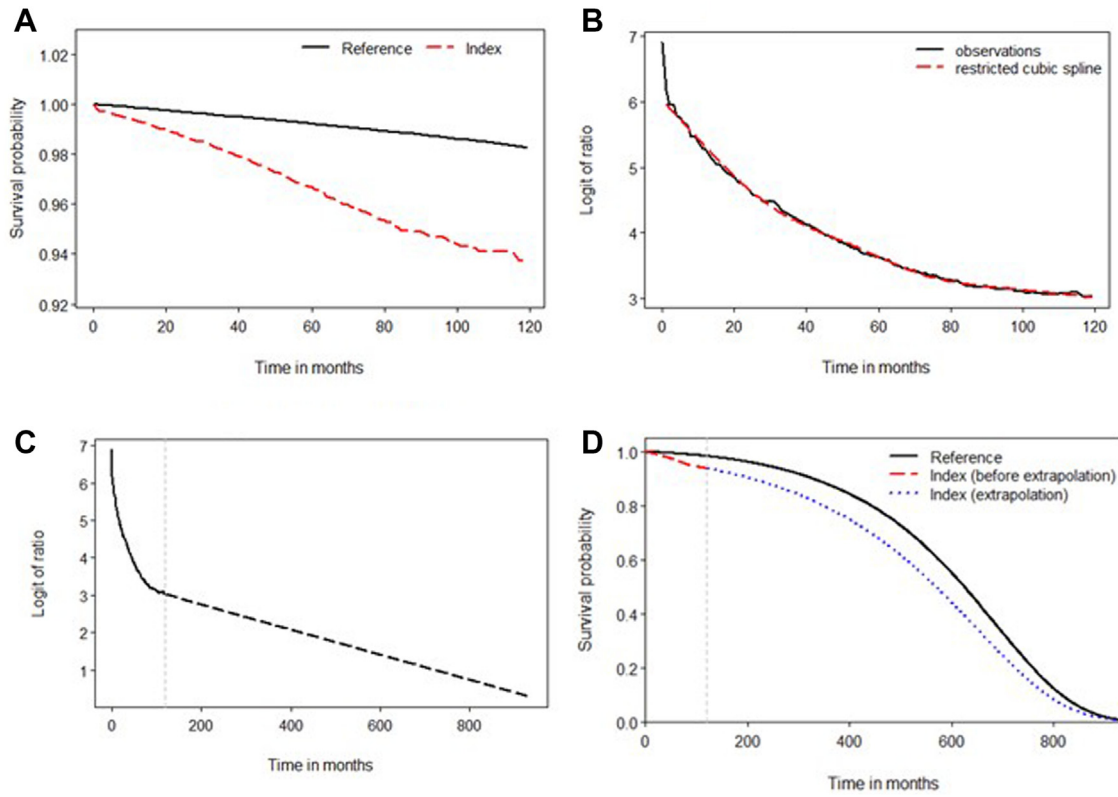 A
Reference Index
1.02
1.00
0.98
0.96
0.94
0.92
Survival probability
0 20 40 60 80 100 120
Time in months
B
observations
restricted cubic spline
7
6
5
4
3
Logit of ratio
0 20 40 60 80 100 120
Time in months
C
7
6
5
4
3
2
1
Logit of ratio
0 200 400 600 800
Time in months
D
Reference
Index (before extrapolation)
Index (extrapolation)
1.0
0.8
0.6
0.4
0.2
0.0
Survival probability
0 200 400 600 800
Time in months